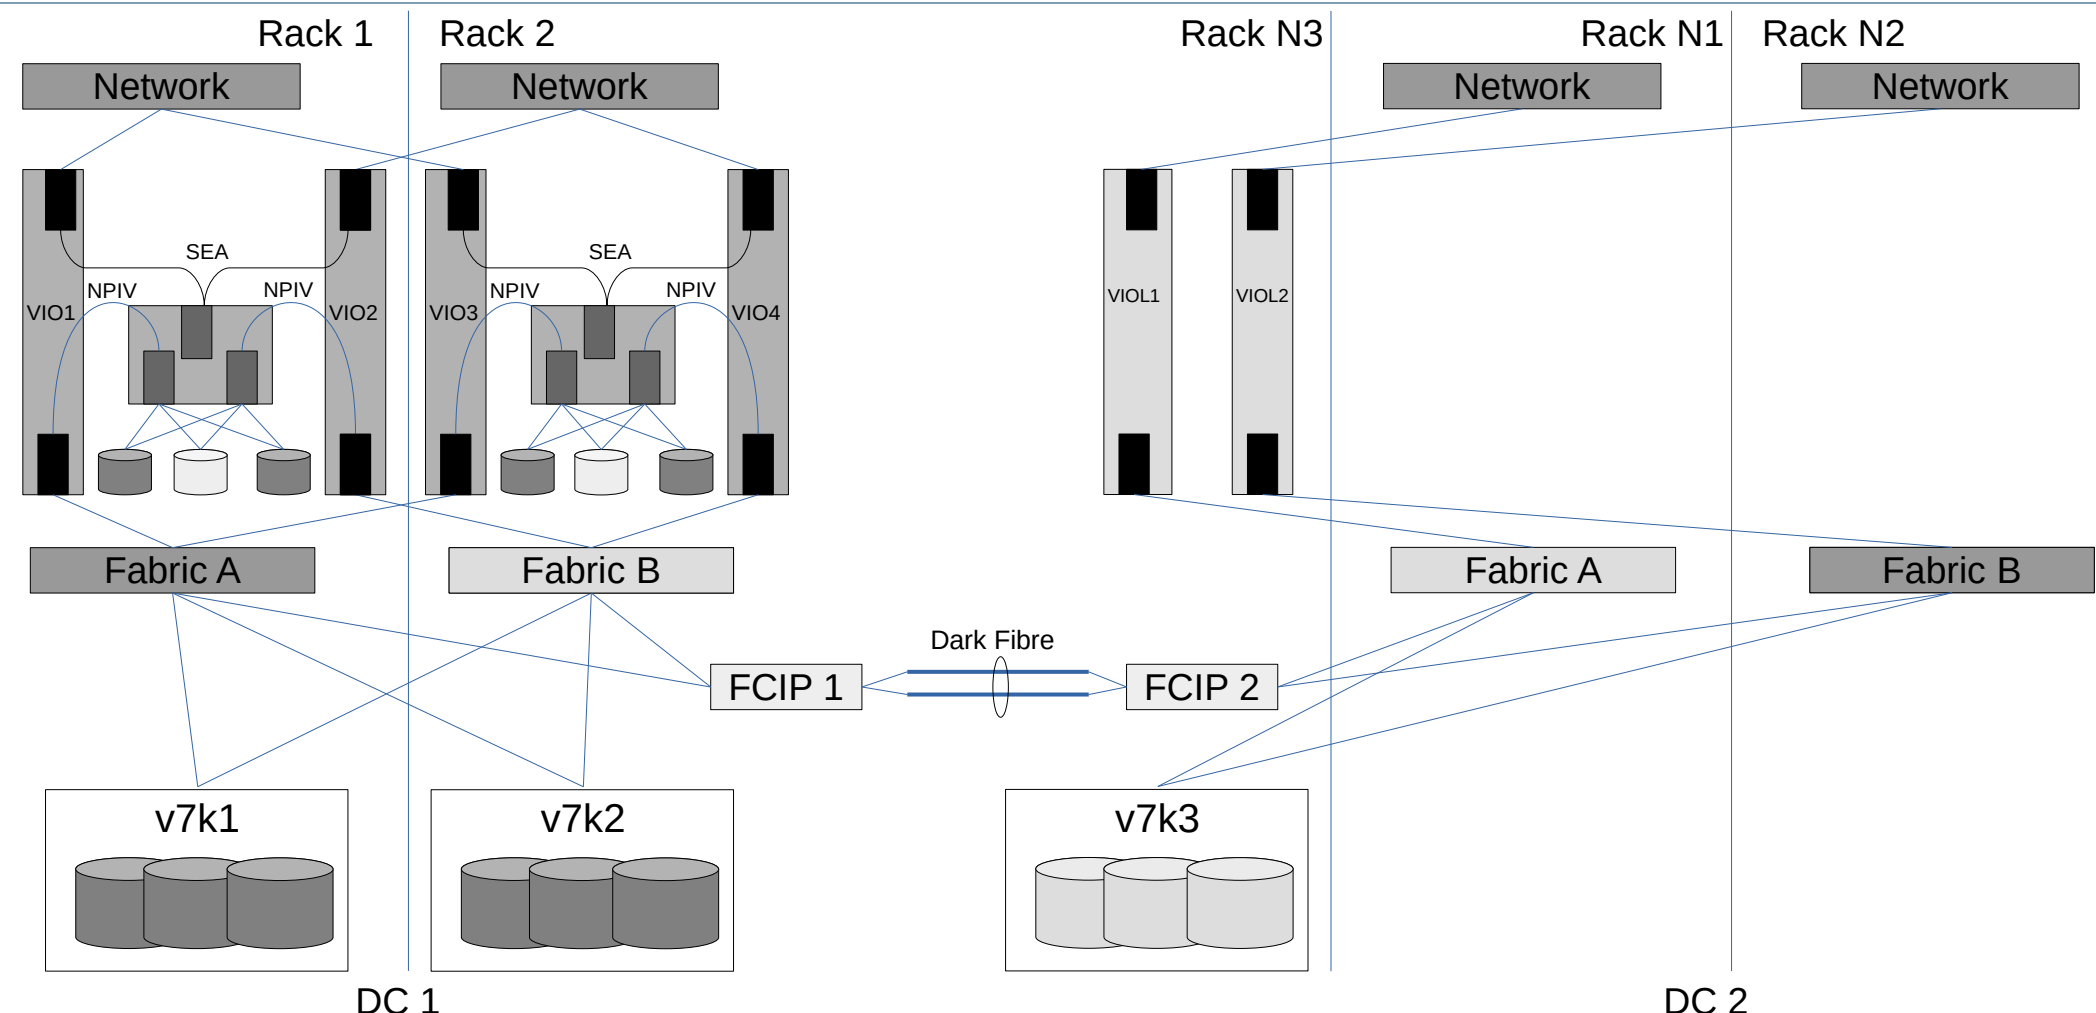 Rack 1
Rack 2
Rack N3
Rack N1
Rack N2
Network
Network
Network
Network
SEA
SEA
NPIV
NPIV
NPIV
NPIV
VIO1
VIO2
VIO3
VIO4
VIOL1
VIOL2
Fabric A
Fabric B
Fabric A
Fabric B
Dark Fibre
FCIP 1
FCIP 2
v7k1
v7k2
v7k3
DC 1
DC 2